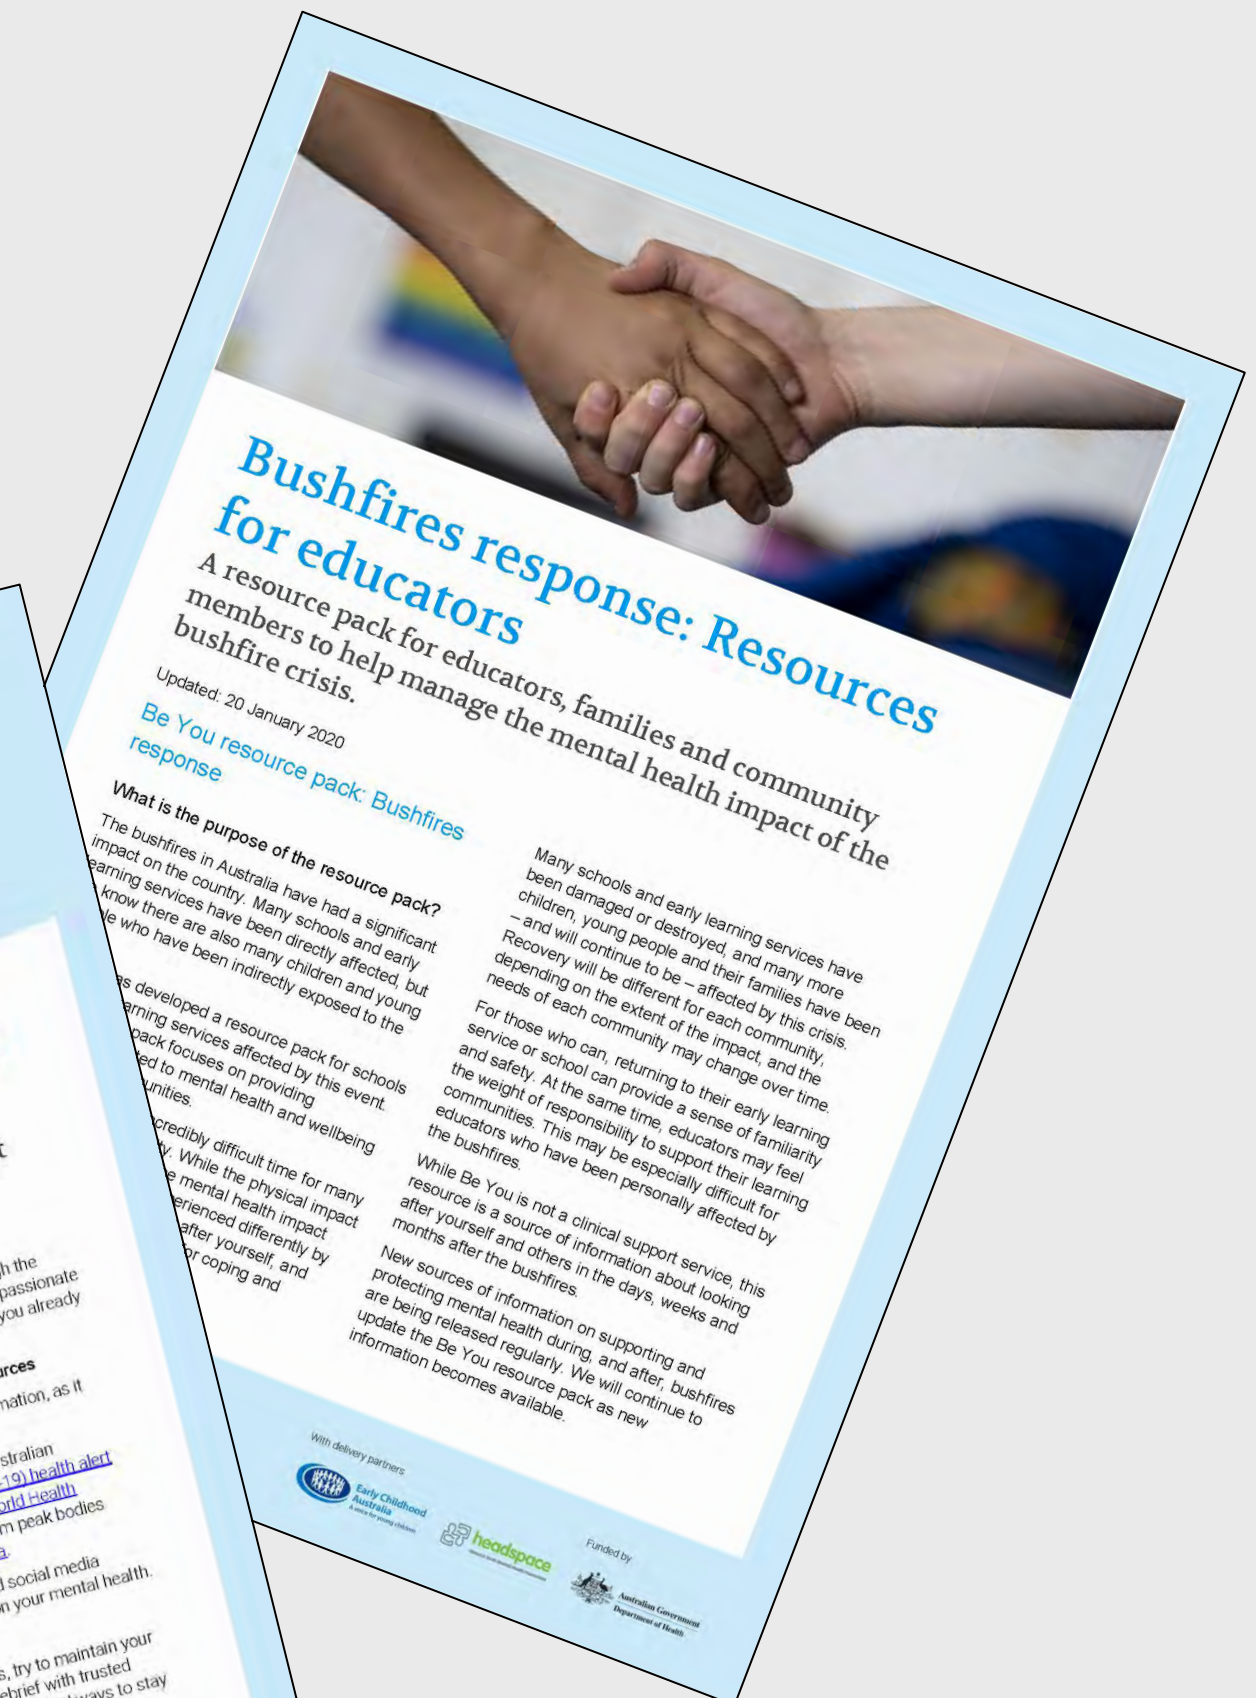 Bushfires response: Resources
for educators
A resource pack for educators, families and community
members to help manage the mental health impact of the
bushfire crisis.
Updated: 20 January 2020
Be You resource pack: Bushfires
response
What is the purpose of the resource pack?
The bushfires in Australia have had a significant
impact on the country. Many schools and early
learning services have been directly affected, but
know there are also many children and young
who have been indirectly exposed to the
developed a resource pack for schools
services affected by this event.
pack focuses on providing
to mental health and wellbeing
difficult time for many
While the physical impact
mental health impact
differently by
after yourself, and
for coping and
Many schools and early learning services have
been damaged or destroyed, and many more
children, young people and their families have been
– and will continue to be – affected by this crisis.
Recovery will be different for each community,
depending on the extent of the impact, and the
needs of each community may change over time.
For those who can, returning to their early learning
service or school can provide a sense of familiarity
and safety. At the same time, educators may feel
the weight of responsibility to support their learning
communities. This may be especially difficult for
educators who have been personally affected by
the bushfires.
While Be You is not a clinical support service, this
resource is a source of information about looking
after yourself and others in the days, weeks and
months after the bushfires.
New sources of information on supporting and
protecting mental health during, and after, bushfires
are being released regularly. We will continue to
update the Be You resource pack as new
information becomes available.
With delivery partners
Early Childhood
Australia
A voice for young children
headspace
Funded by
Australian Government
Department of Health
the
you already
as it
19) health alert
Health
peak bodies
social media
your mental health.
try to maintain your
with trusted
to stay